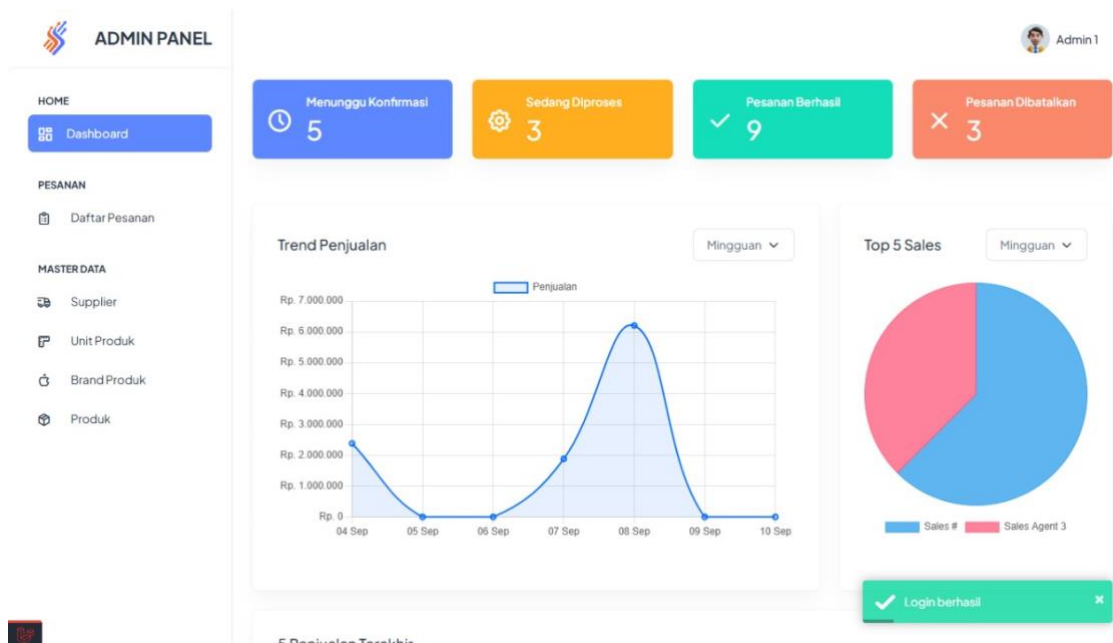 ADMIN PANEL
Admin 1
HOME
Dashboard
PESANAN
Daftar Pesanan
MASTER DATA
Supplier
Unit Produk
Brand Produk
Produk
Menunggu Konfirmasi
5
Sedang Diproses
3
Pesanan Berhasil
9
Pesanan Dibatalkan
3
Trend Penjualan
Mingguan
Penjualan
Rp. 7.000.000
Rp. 6.000.000
Rp. 5.000.000
Rp. 4.000.000
Rp. 3.000.000
Rp. 2.000.000
Rp. 1.000.000
Rp. 0
04 Sep 05 Sep 06 Sep 07 Sep 08 Sep 09 Sep 10 Sep
Top 5 Sales
Mingguan
Sales # Sales Agent 3
Login berhasil
5 Penjualan Terakhir